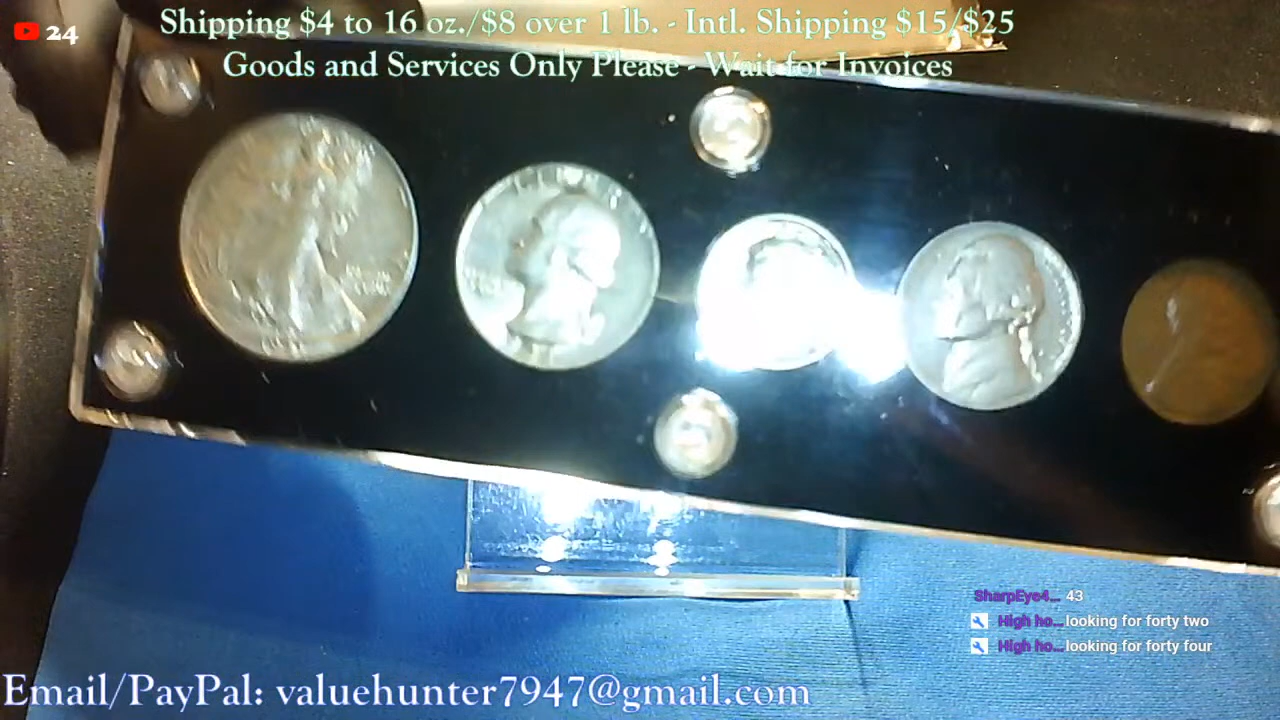 24
Shipping $4 to 16 oz./$8 over 1 lb. - Intl. Shipping $15/$25
Goods and Services Only Please - Wait for Invoices
SharpEye4... 43
High ho... looking for forty two
High ho... looking for forty four
Email/PayPal: valuehunter7947@gmail.com